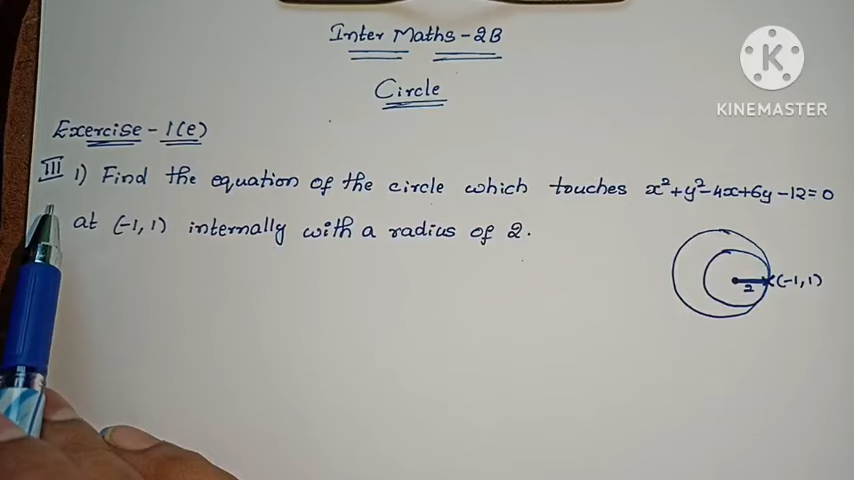 Inter Maths - 2B
Circle
KINEMASTER
Exercise - 1(e)
III 1) Find the equation of the circle which touches x²+y²-4x+6y-12=0
at (-1,1) internally with a radius of 2.
2 (-1,1)